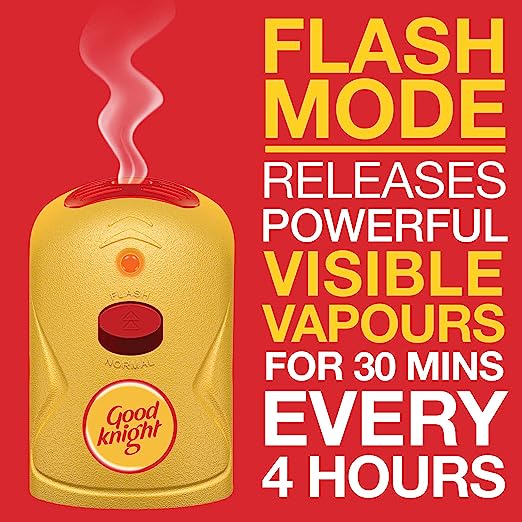 FLASH
MODE
RELEASES
POWERFUL
VISIBLE
VAPOURS
FOR 30 MINS
EVERY
4 HOURS
FLASH
NORMAL
Good
knight